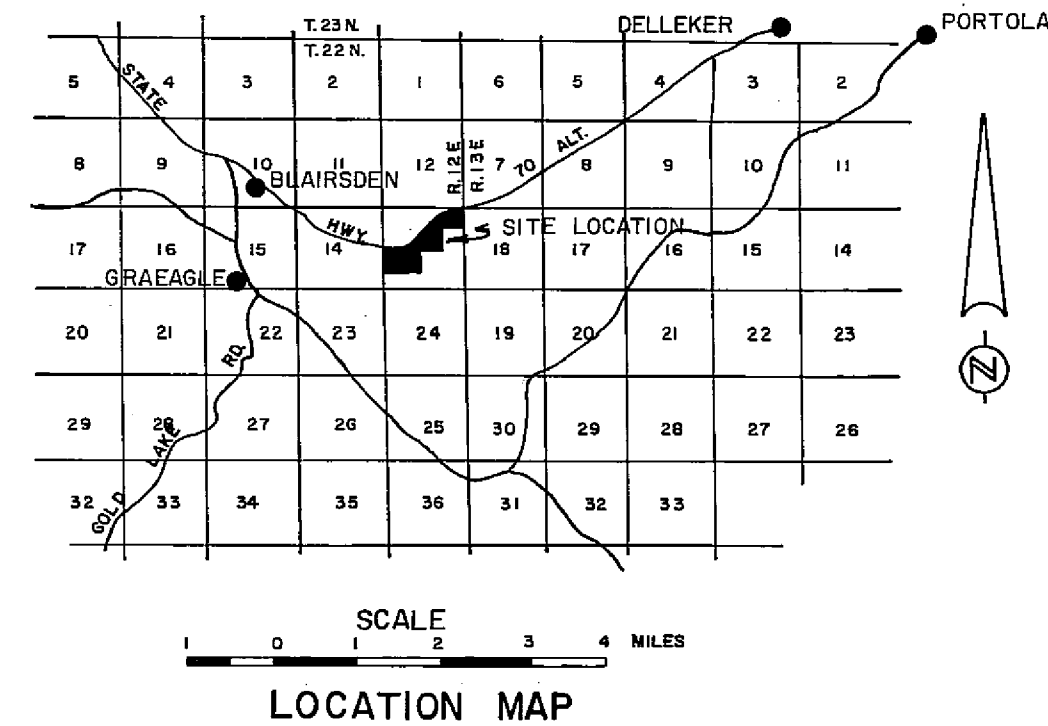 DELLEKER
PORTOLA
T. 23 N.
T. 22 N.
5 4 3 2 1 6 5 4 3 2
STATE
8 9 10 11 12 7 8 9 10 11
R. 12 E
R. 13 E
70 ALT.
BLAIRSDEN
HWY
SITE LOCATION
17 16 15 14 18 17 16 15 14
GRAEAGLE
20 21 22 23 24 19 20 21 22 23
29 28 27 26 25 30 29 28 27 26
32 33 34 35 36 31 32 33
GOLD LAKE RD.
N
SCALE
1 0 1 2 3 4 MILES
LOCATION MAP